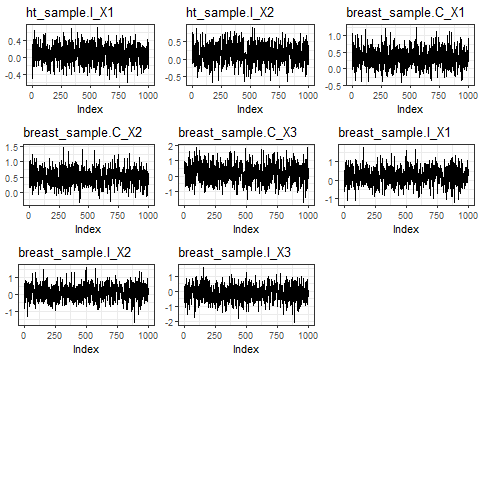 ht_sample.I_X1
0.4
0.0
-0.4
0 250 500 750 1000
Index
ht_sample.I_X2
0.5
0.0
-0.5
0 250 500 750 1000
Index
breast_sample.C_X1
1.0
0.5
0.0
-0.5
0 250 500 750 1000
Index
breast_sample.C_X2
1.5
1.0
0.5
0.0
0 250 500 750 1000
Index
breast_sample.C_X3
2
1
0
-1
0 250 500 750 1000
Index
breast_sample.I_X1
1
0
-1
0 250 500 750 1000
Index
breast_sample.I_X2
1
0
-1
0 250 500 750 1000
Index
breast_sample.I_X3
1
0
-1
-2
0 250 500 750 1000
Index